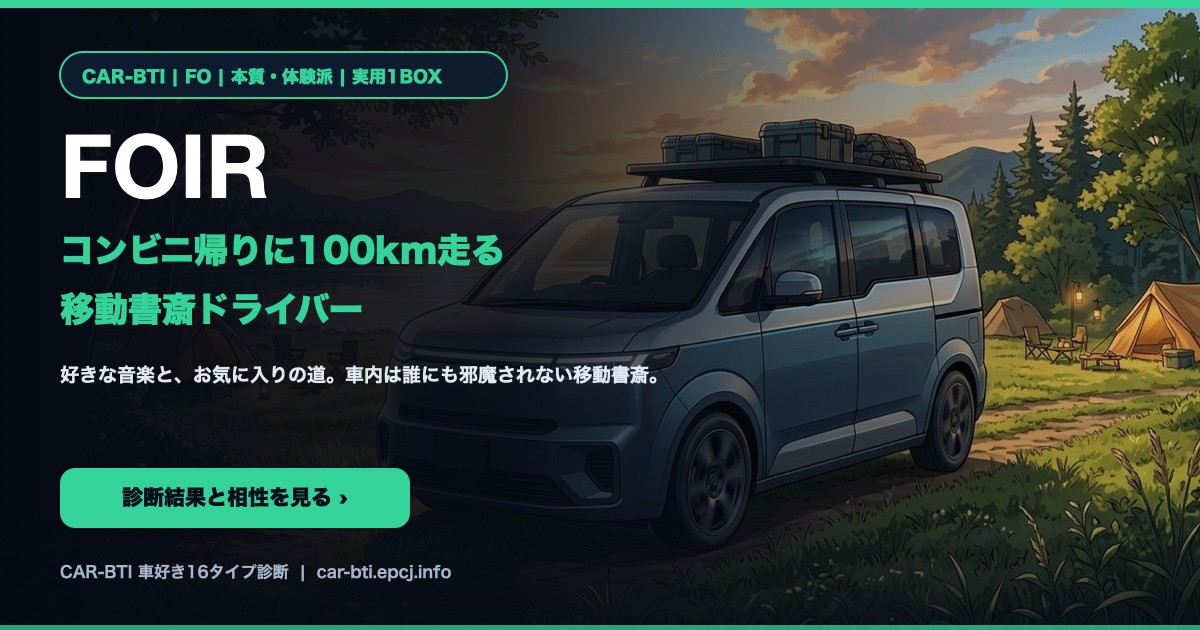 CAR-BTI | FO | 本質・体験派 | 実用1BOX
FOIR
コンビニ帰りに100km走る
移動書斎ドライバー
好きな音楽と、お気に入りの道。車内は誰にも邪魔されない移動書斎。
診断結果と相性を見る ›
CAR-BTI 車好き16タイプ診断 | car-bti.epcj.info